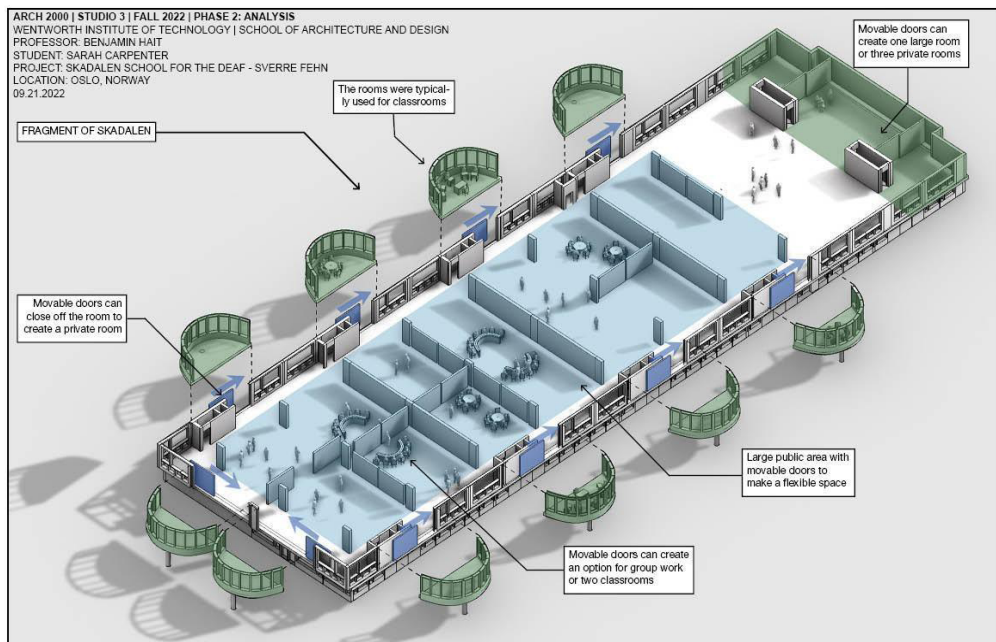 ARCH 2000 | STUDIO 3 | FALL 2022 | PHASE 2: ANALYSIS
WENTWORTH INSTITUTE OF TECHNOLOGY | SCHOOL OF ARCHITECTURE AND DESIGN
PROFESSOR: BENJAMIN HAIT
STUDENT: SARAH CARPENTER
PROJECT: SKADALEN SCHOOL FOR THE DEAF - SVERRE FEHN
LOCATION: OSLO, NORWAY
09.21.2022
FRAGMENT OF SKADALEN
The rooms were typical-
ly used for classrooms
Movable doors can
create one large room
or three private rooms
Movable doors can
close off the room to
create a private room
Large public area with
movable doors to
make a flexible space
Movable doors can create
an option for group work
or two classrooms